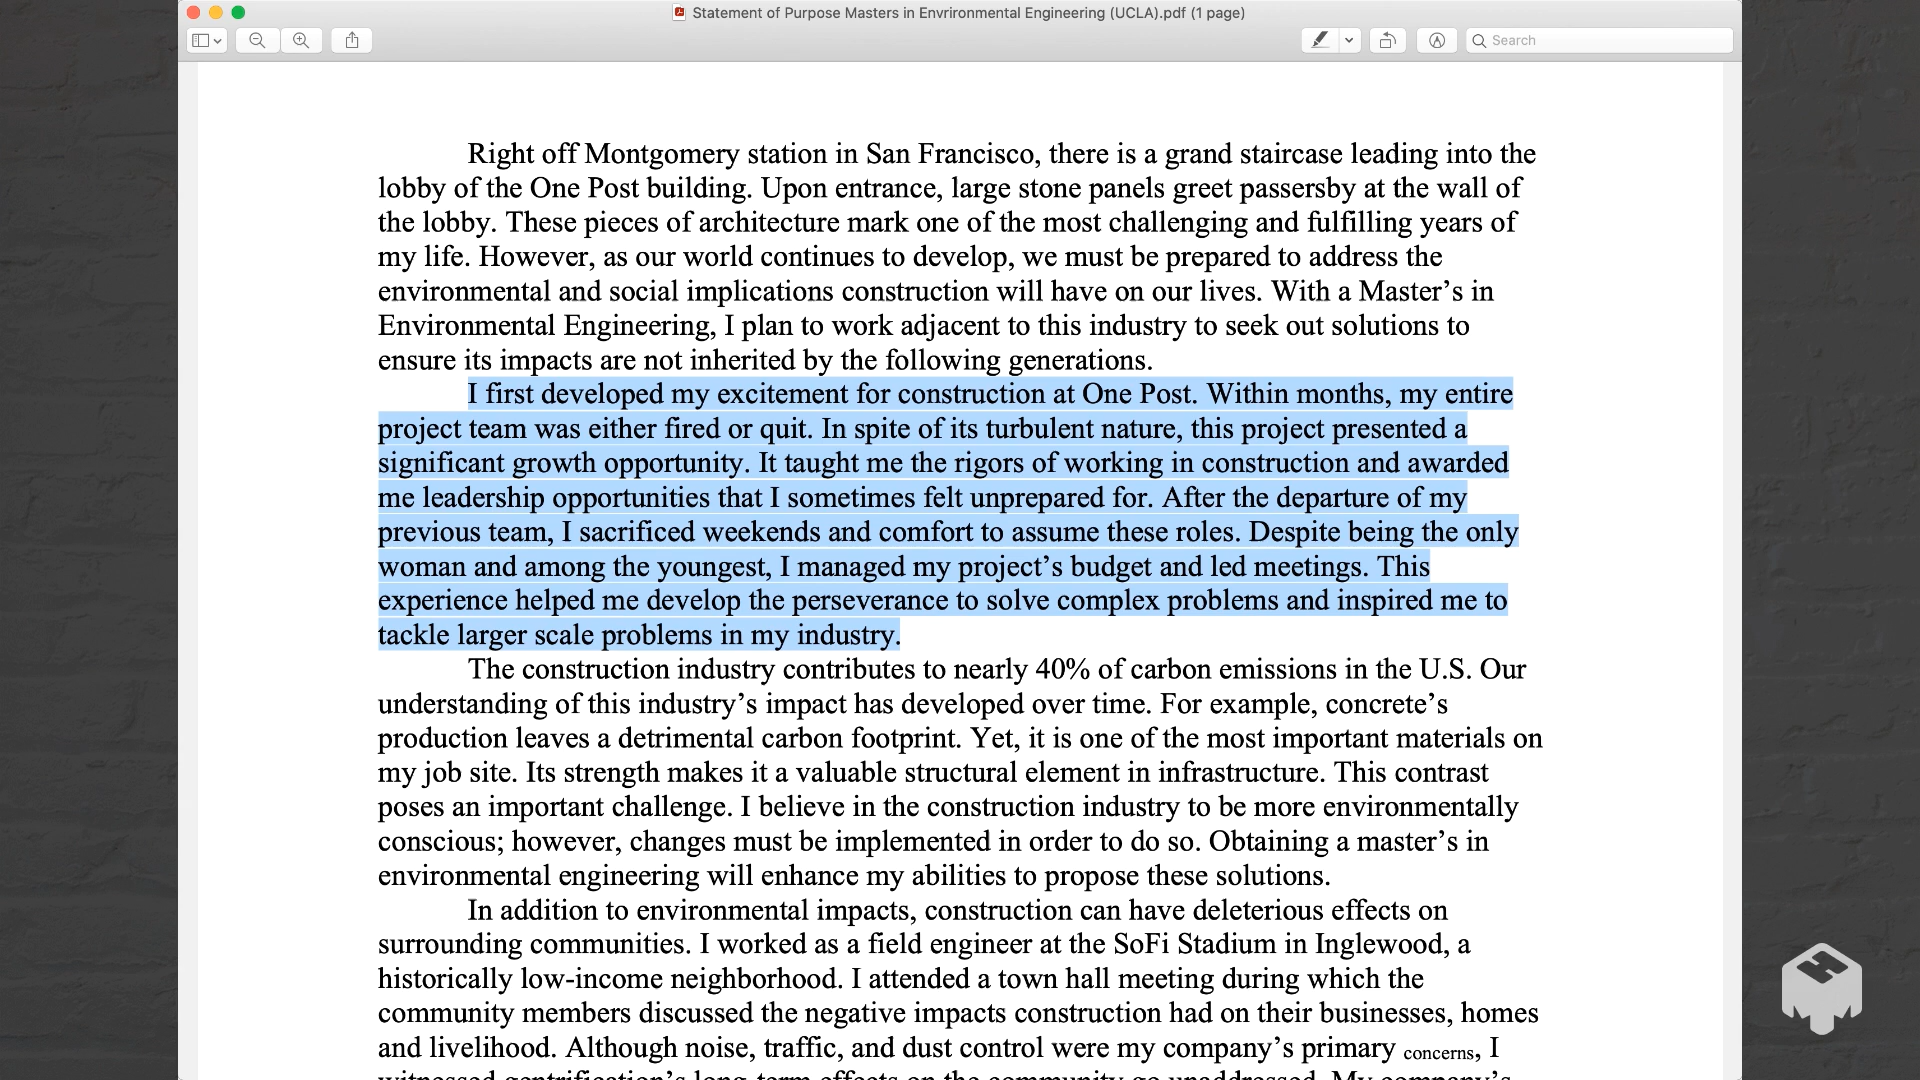 Statement of Purpose Masters in Envrironmental Engineering (UCLA).pdf (1 page)
Search
Right off Montgomery station in San Francisco, there is a grand staircase leading into the
lobby of the One Post building. Upon entrance, large stone panels greet passersby at the wall of
the lobby. These pieces of architecture mark one of the most challenging and fulfilling years of
my life. However, as our world continues to develop, we must be prepared to address the
environmental and social implications construction will have on our lives. With a Master’s in
Environmental Engineering, I plan to work adjacent to this industry to seek out solutions to
ensure its impacts are not inherited by the following generations.
I first developed my excitement for construction at One Post. Within months, my entire
project team was either fired or quit. In spite of its turbulent nature, this project presented a
significant growth opportunity. It taught me the rigors of working in construction and awarded
me leadership opportunities that I sometimes felt unprepared for. After the departure of my
previous team, I sacrificed weekends and comfort to assume these roles. Despite being the only
woman and among the youngest, I managed my project’s budget and led meetings. This
experience helped me develop the perseverance to solve complex problems and inspired me to
tackle larger scale problems in my industry.
The construction industry contributes to nearly 40% of carbon emissions in the U.S. Our
understanding of this industry’s impact has developed over time. For example, concrete’s
production leaves a detrimental carbon footprint. Yet, it is one of the most important materials on
my job site. Its strength makes it a valuable structural element in infrastructure. This contrast
poses an important challenge. I believe in the construction industry to be more environmentally
conscious; however, changes must be implemented in order to do so. Obtaining a master’s in
environmental engineering will enhance my abilities to propose these solutions.
In addition to environmental impacts, construction can have deleterious effects on
surrounding communities. I worked as a field engineer at the SoFi Stadium in Inglewood, a
historically low-income neighborhood. I attended a town hall meeting during which the
community members discussed the negative impacts construction had on their businesses, homes
and livelihood. Although noise, traffic, and dust control were my company’s primary concerns, I
witnessed gentrification’s long-term effects on the community go unaddressed. My company’s